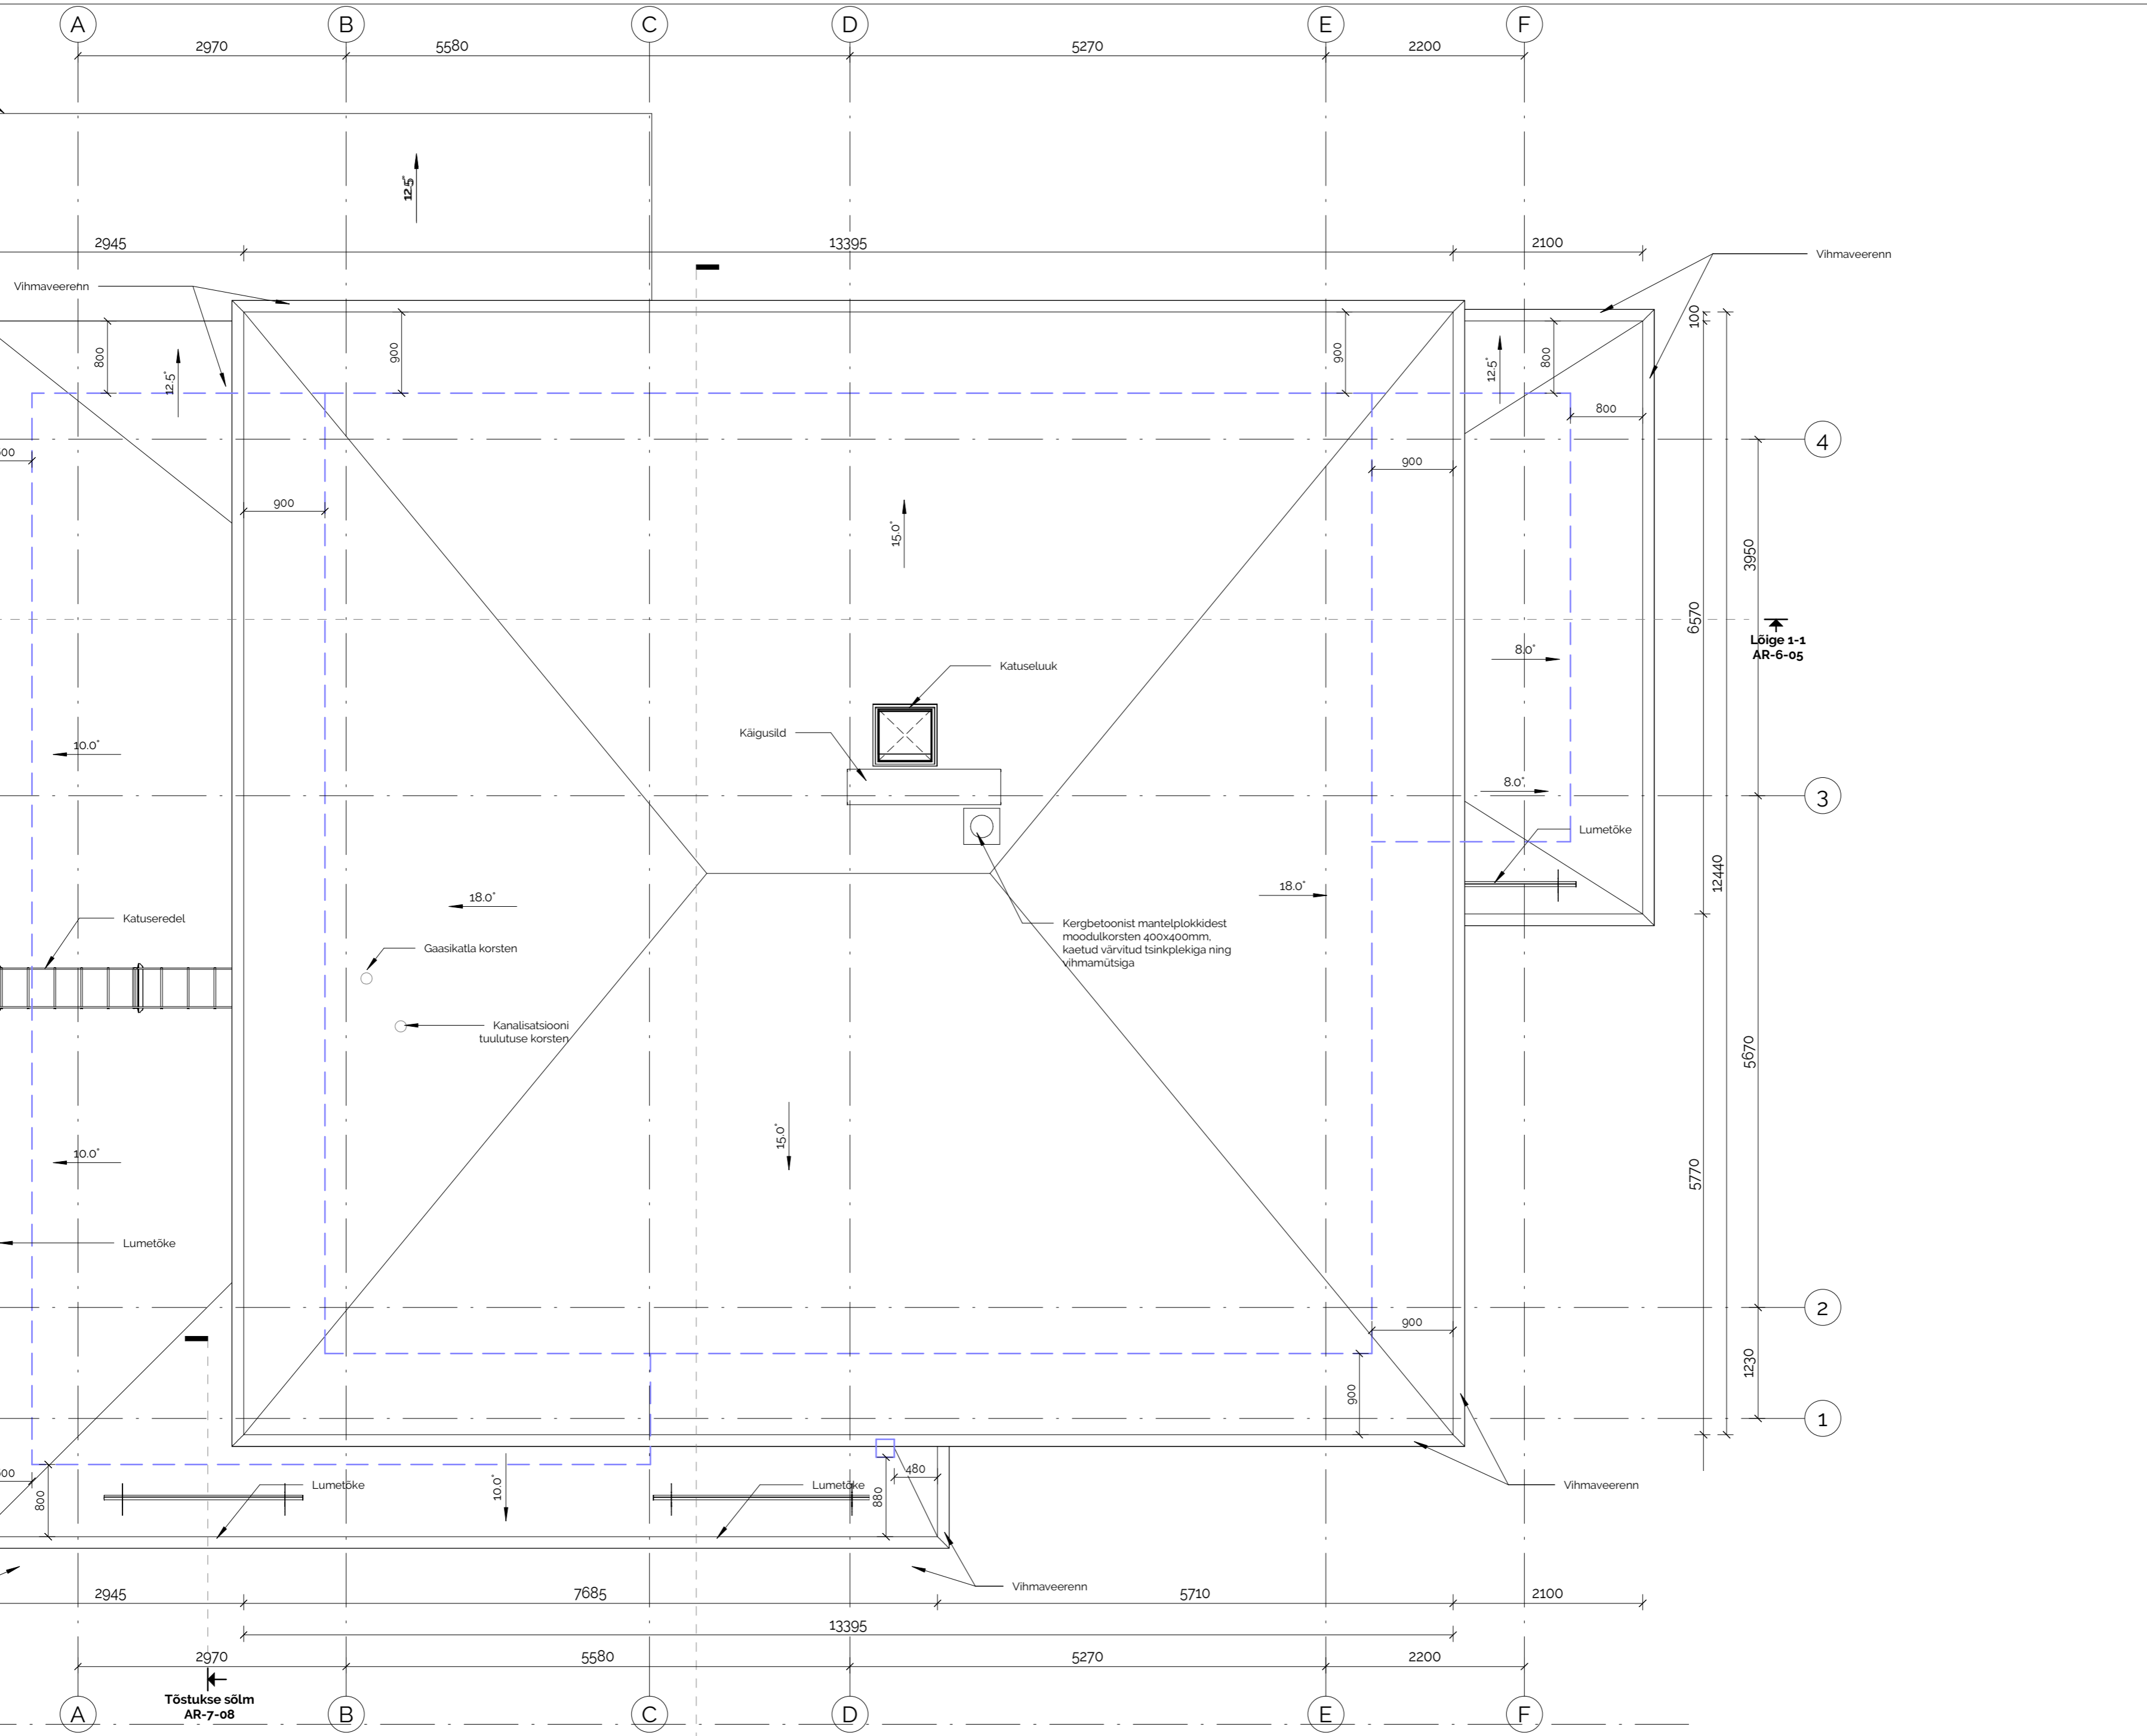 A
B
C
D
E
F
2970
5580
5270
2200
12.5°
2945
13395
2100
Vihmaveerenn
Vihmaveerenn
100
800
12.5°
900
900
12.5°
800
800
4
900
900
3950
15.0°
6570
Lõige 1-1
AR-6-05
8.0°
Katuseluuk
Käigusild
10.0°
8.0°
3
Lumetõke
12440
18.0°
18.0°
Katuseredel
Kergbetoonist mantelplokkidest
moodulkorsten 400x400mm,
kaetud värvitud tsinkplekiga ning
vihmamütsiga
Gaasikatla korsten
Kanalisatsiooni
tuulutuse korsten
5670
15.0°
10.0°
5770
Lumetõke
2
900
1230
900
1
480
Lumetõke
Lumetõke
Vihmaveerenn
800
10.0°
880
Vihmaveerenn
2945
7685
5710
2100
13395
2970
5580
5270
2200
Tõstukse sõlm
AR-7-08
A
B
C
D
E
F